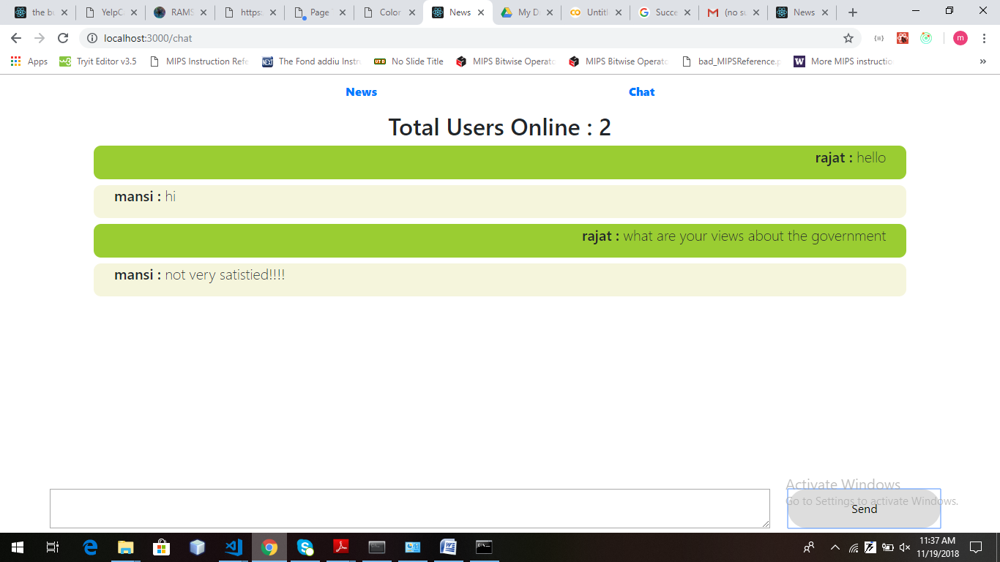 the bu
YelpCa
RAMS
https:
Page
Color
News
My Dr
Untitl
Succe
(no su
News
localhost:3000/chat
m
Apps
Tryit Editor v3.5
MIPS Instruction Refe
The Fond addiu Instru
No Slide Title
MIPS Bitwise Operato
MIPS Bitwise Operato
bad_MIPSReference.p
More MIPS instructio
News Chat
Total Users Online : 2
rajat : hello
mansi : hi
rajat : what are your views about the government
mansi : not very satistied!!!!
Activate Windows
Go to Settings to activate Windows.
Send
11:37 AM
11/19/2018